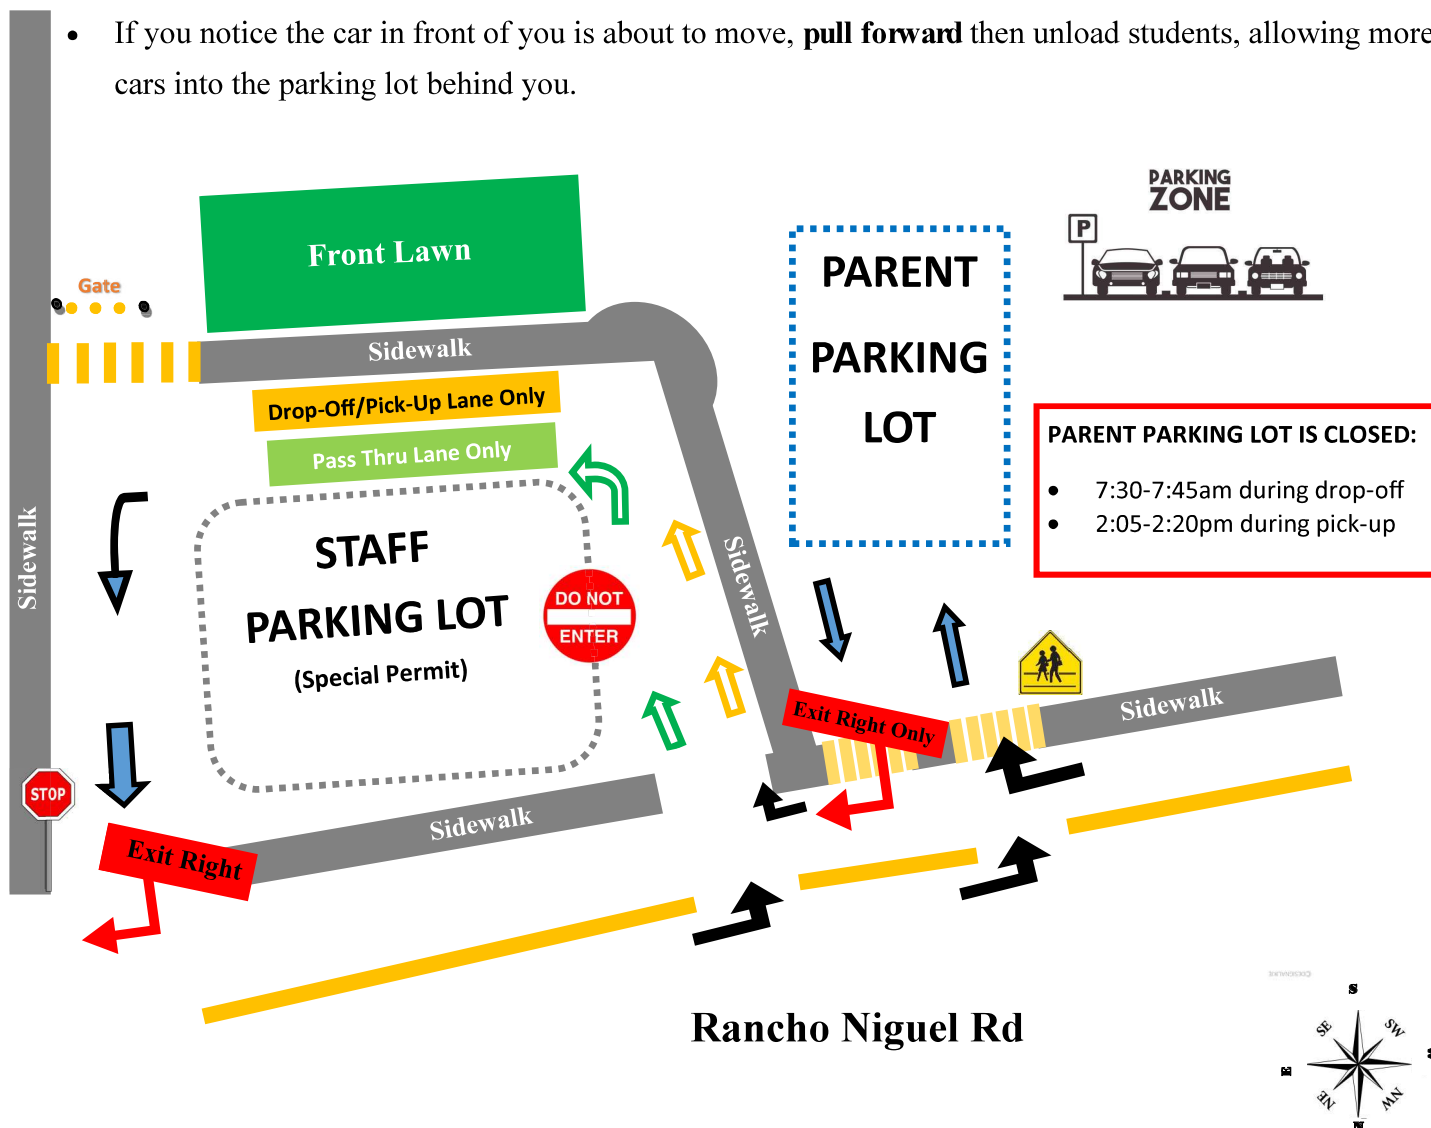 • If you notice the car in front of you is about to move, pull forward then unload students, allowing more
cars into the parking lot behind you.
PARKING
ZONE
P
Front Lawn
PARENT
PARKING
LOT
Gate
Sidewalk
Drop-Off/Pick-Up Lane Only
Pass Thru Lane Only
PARENT PARKING LOT IS CLOSED:
• 7:30-7:45am during drop-off
• 2:05-2:20pm during pick-up
Sidewalk
STAFF
PARKING LOT
(Special Permit)
DO NOT
ENTER
Sidewalk
Exit Right Only
Sidewalk
STOP
Sidewalk
Exit Right
Rancho Niguel Rd
S
SE
SW
E
NE
NW
N